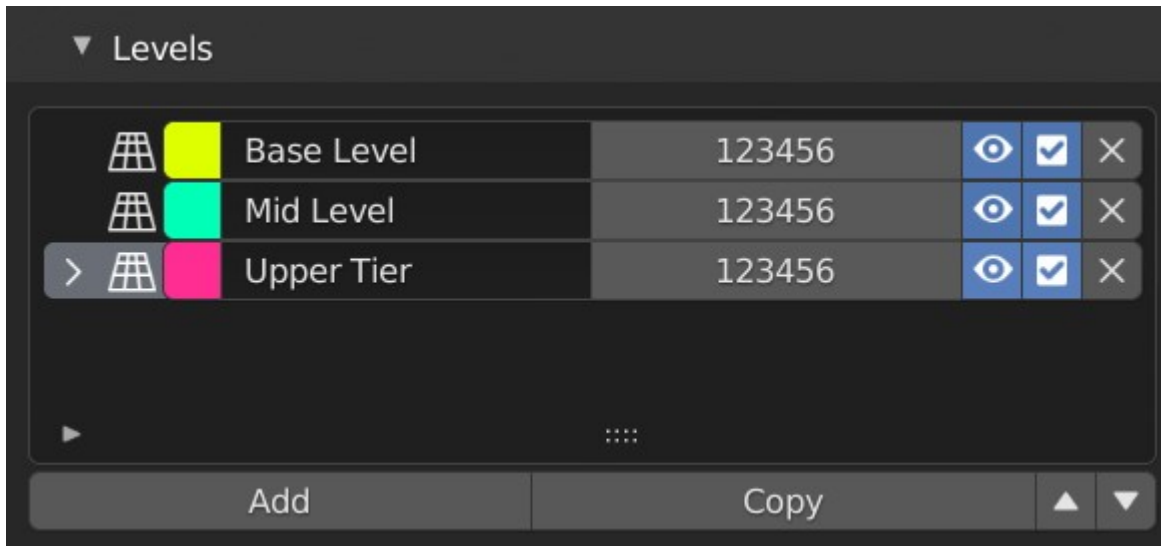 Levels
Base Level 123456
Mid Level 123456
Upper Tier 123456
Add Copy